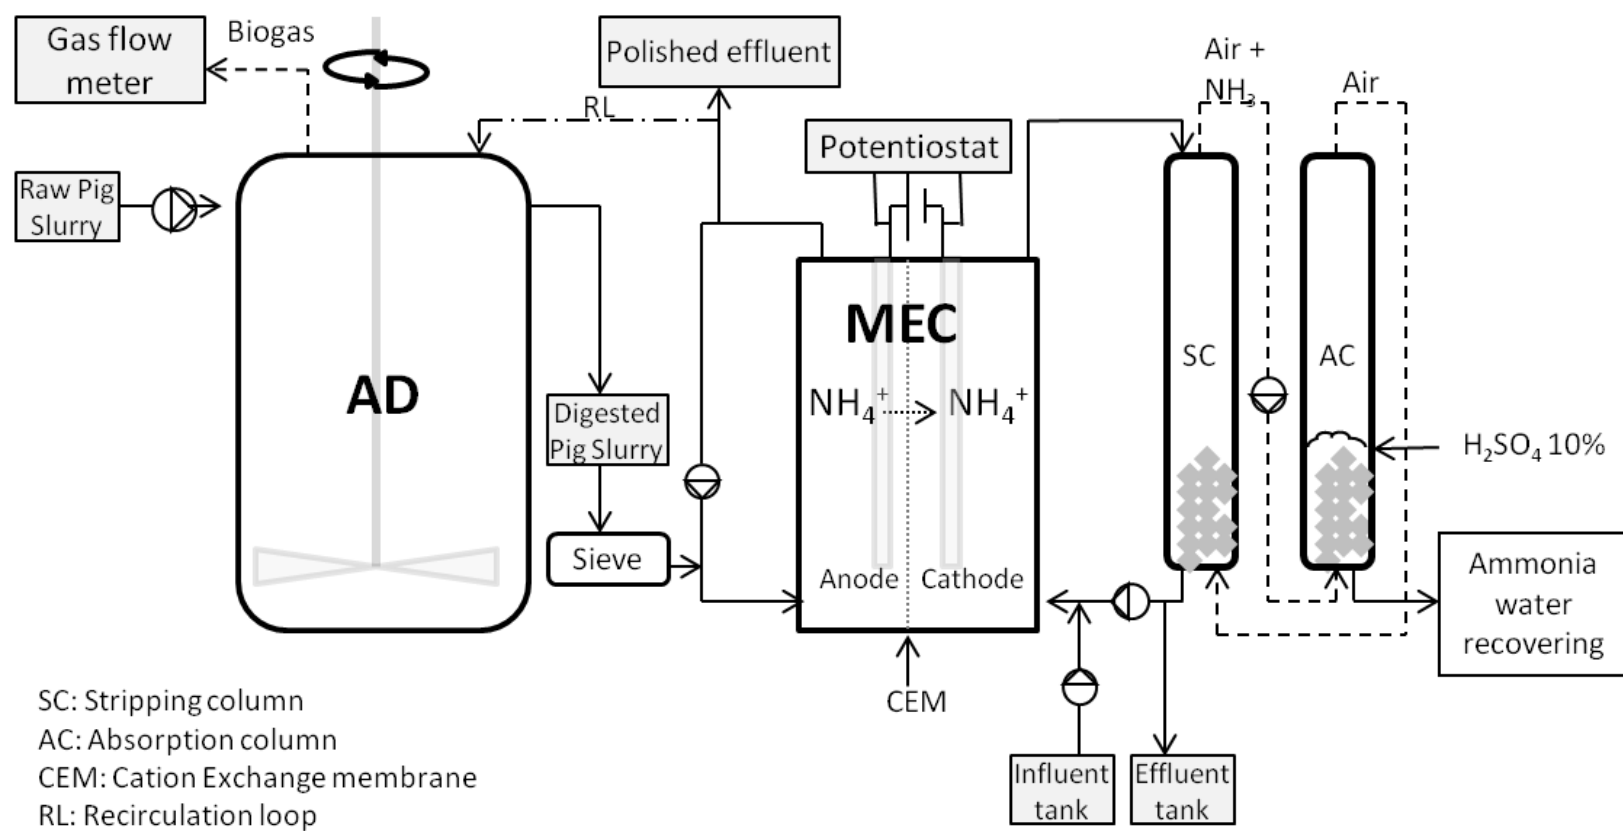 Gas flow
meter
Biogas
Polished effluent
RL
Air +
NH3
Air
Potentiostat
Raw Pig
Slurry
MEC
SC
AC
AD
NH4+
NH4+
Digested
Pig Slurry
H2SO4 10%
Sieve
Anode
Cathode
Ammonia
water
recovering
CEM
Influent
tank
Effluent
tank
SC: Stripping column
AC: Absorption column
CEM: Cation Exchange membrane
RL: Recirculation loop